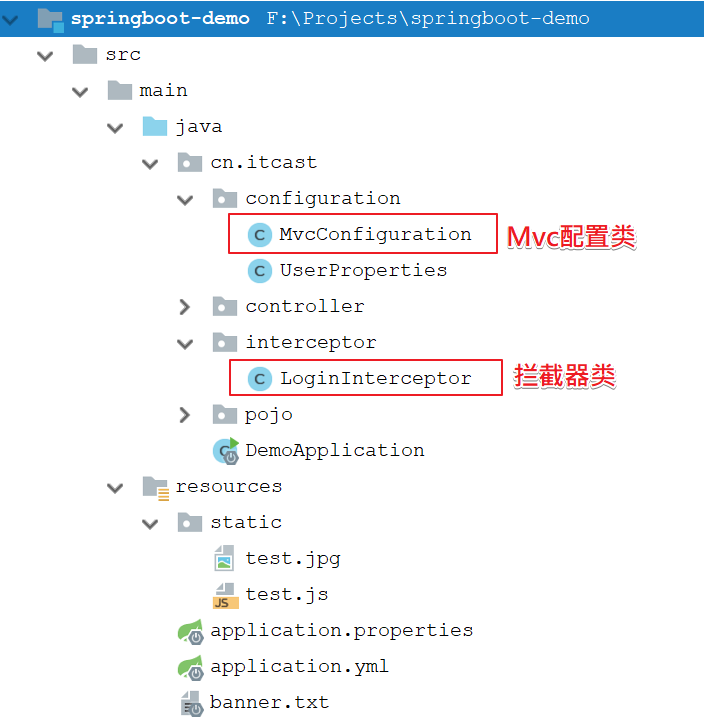 springboot-demo F:\Projects\springboot-demo
src
main
java
cn.itcast
configuration
C MvcConfiguration Mvc配置类
C UserProperties
controller
interceptor
C LoginInterceptor 拦截器类
pojo
C DemoApplication
resources
static
test.jpg
JS test.js
application.properties
application.yml
banner.txt